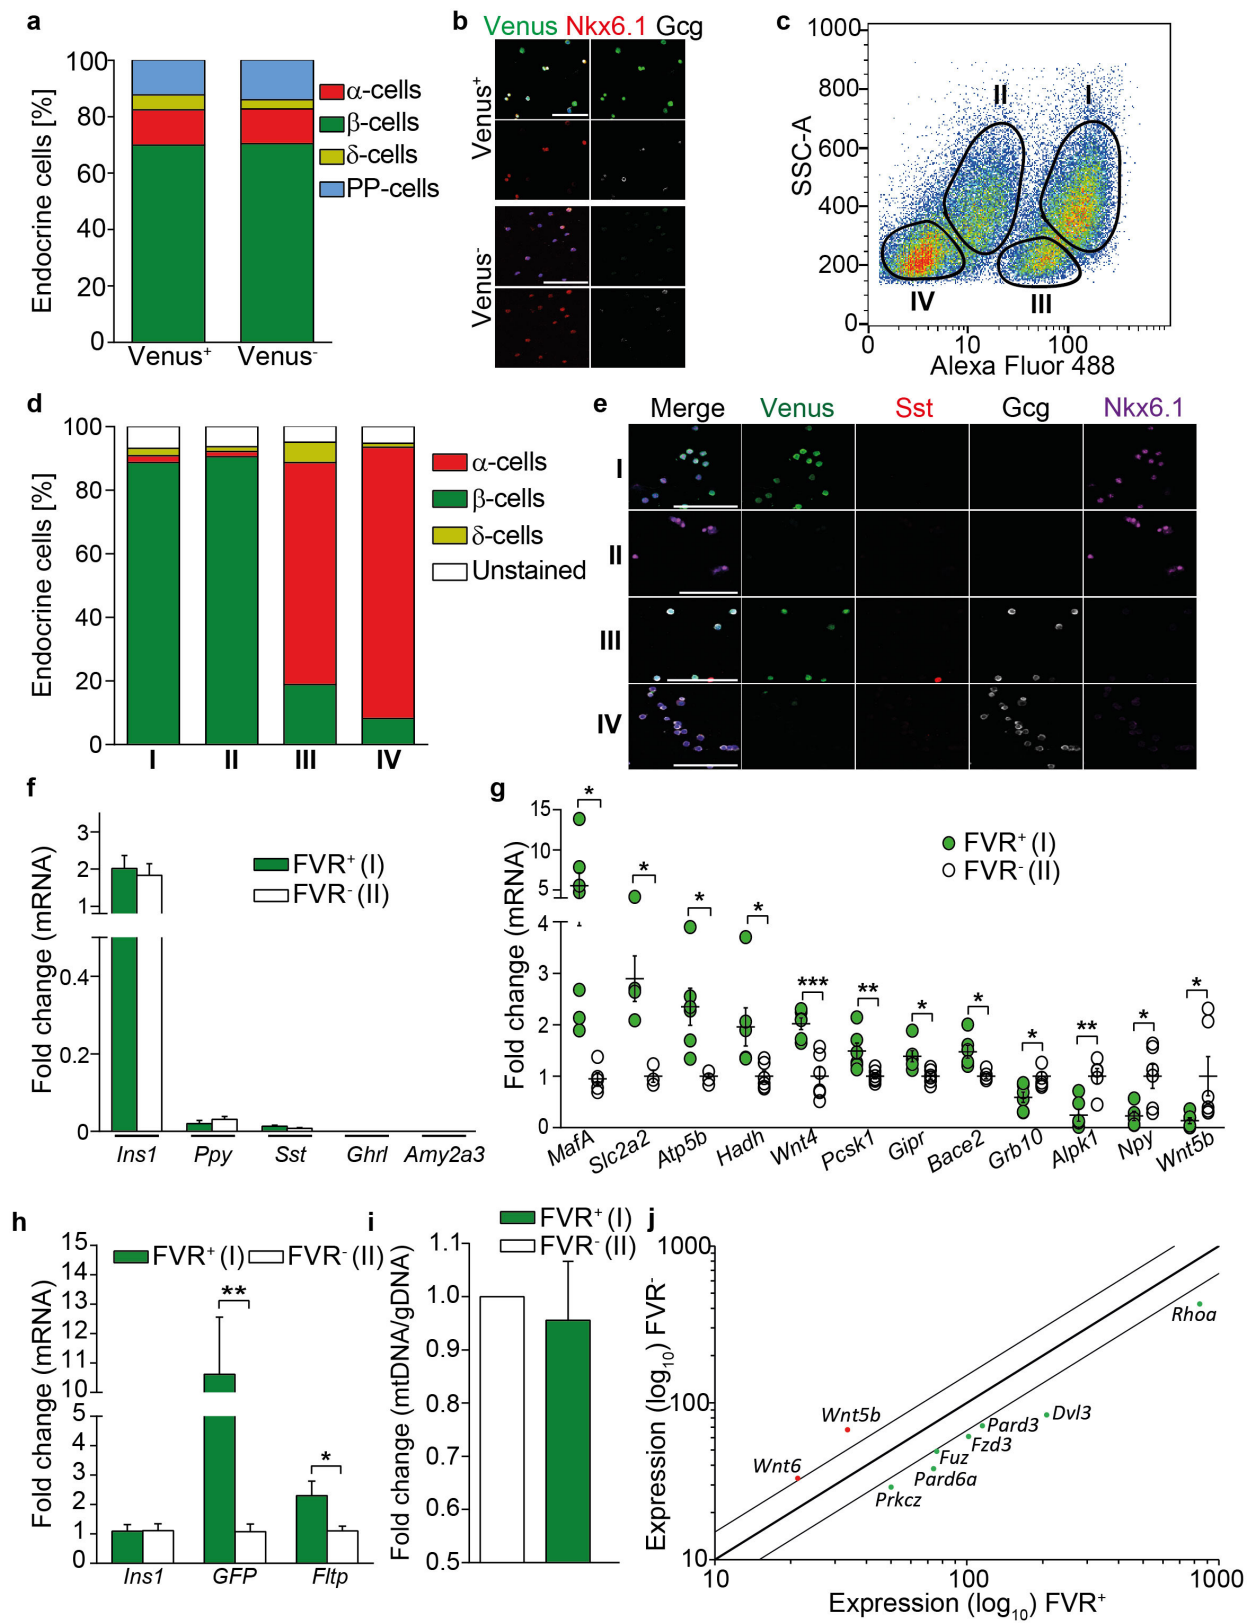 a
Endocrine cells [%]
100
80
60
40
20
0
Venus+
Venus-
α-cells
β-cells
δ-cells
PP-cells
b
Venus Nkx6.1 Gcg
Venus+
Venus-
c
SSC-A
1000
800
600
400
200
0
I
II
III
IV
0 10 100
Alexa Fluor 488
d
Endocrine cells [%]
100
80
60
40
20
0
I II III IV
α-cells
β-cells
δ-cells
Unstained
e
Merge Venus Sst Gcg Nkx6.1
I
II
III
IV
f
Fold change (mRNA)
3
2
1
0.4
0.2
0
FVR+ (I)
FVR- (II)
Ins1 Ppy Sst Ghrl Amy2a3
g
Fold change (mRNA)
15
10
5
4
3
2
1
0
* * * * *** ** * * * ** * *
FVR+ (I)
FVR- (II)
MafA Slc2a2 Atp5b Hadh Wnt4 Pcsk1 Gipr Bace2 Grb10 Alpk1 Npy Wnt5b
h
Fold change (mRNA)
15
14
13
12
11
10
5
4
3
2
1
0
FVR+ (I) FVR- (II)
**
*
Ins1 GFP Fltp
i
FVR+ (I)
FVR- (II)
Fold change (mtDNA/gDNA)
1.1
1.0
0.9
0.8
0.7
0.6
0.5
j
Expression (log10) FVR-
1000
100
10
Rhoa
Wnt5b
Dvl3
Pard3
Fzd3
Wnt6
Fuz
Pard6a
Prkcz
10 100 1000
Expression (log10) FVR+